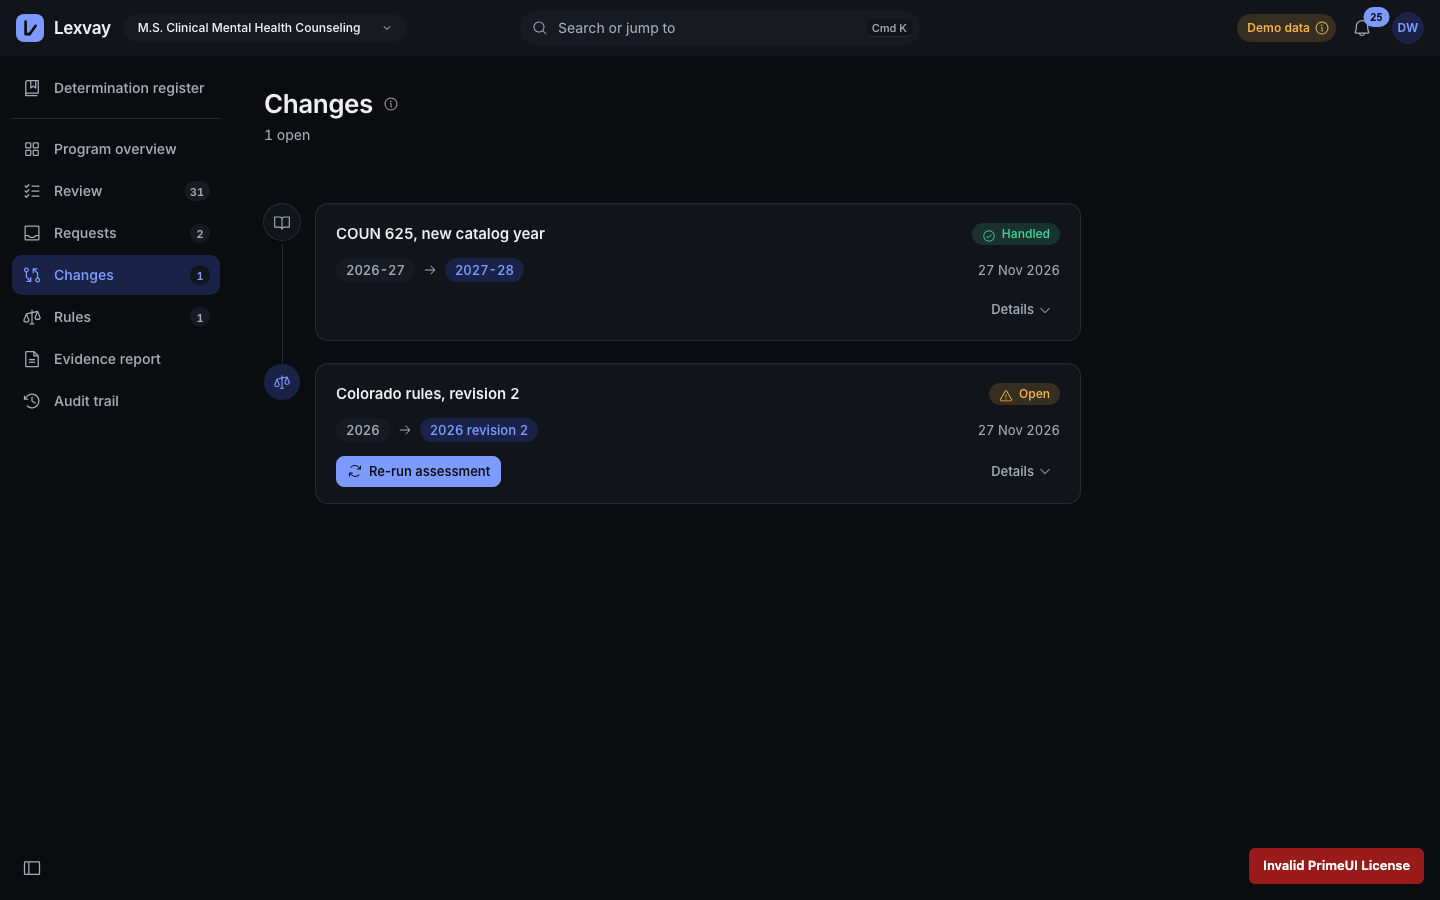 Lexvay
M.S. Clinical Mental Health Counseling
Search or jump to
Cmd K
Demo data
25
DW
Determination register
Program overview
Review 31
Requests 2
Changes 1
Rules 1
Evidence report
Audit trail
Changes
1 open
COUN 625, new catalog year
Handled
2026-27 → 2027-28
27 Nov 2026
Details
Colorado rules, revision 2
Open
2026 → 2026 revision 2
27 Nov 2026
Re-run assessment
Details
Invalid PrimeUI License